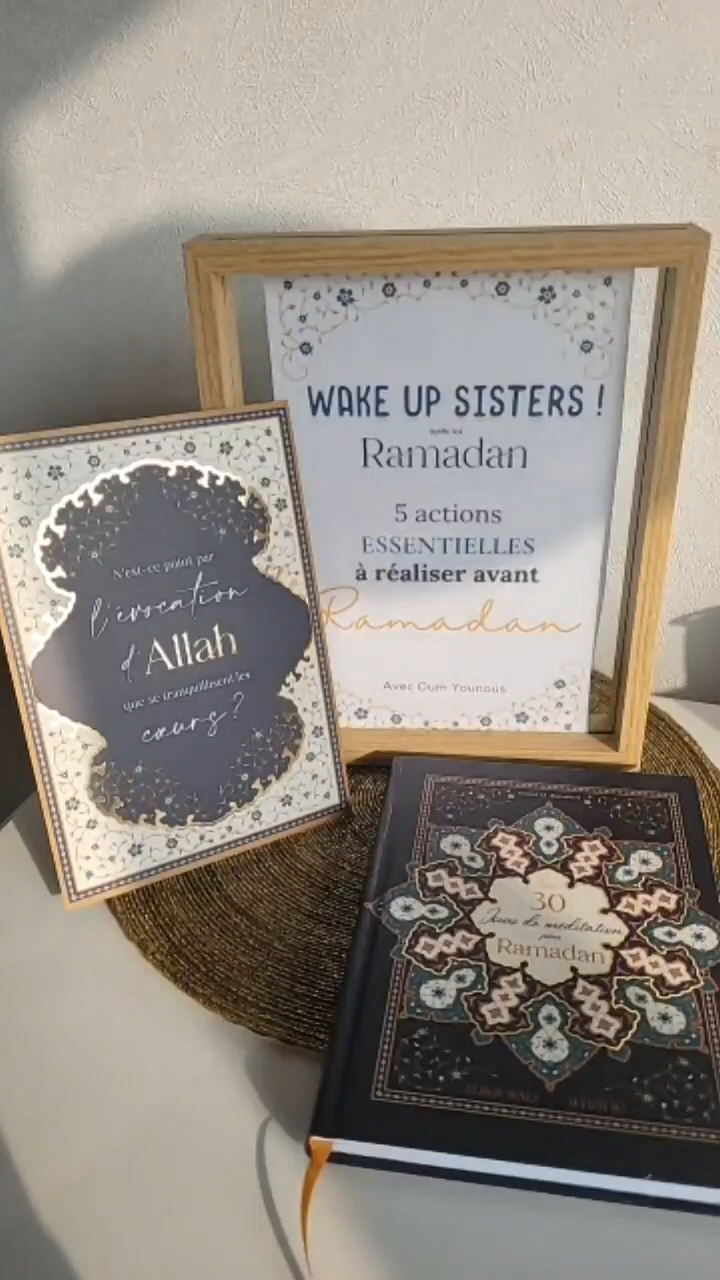 WAKE UP SISTERS !
Ramadan
5 actions
ESSENTIELLES
à réaliser avant
Ramadan
Avec Oum Younous
N'est-ce point par
l'évocation
d'Allah
que se tranquillisent les
cœurs ?
30
Jours de méditation
pour
Ramadan